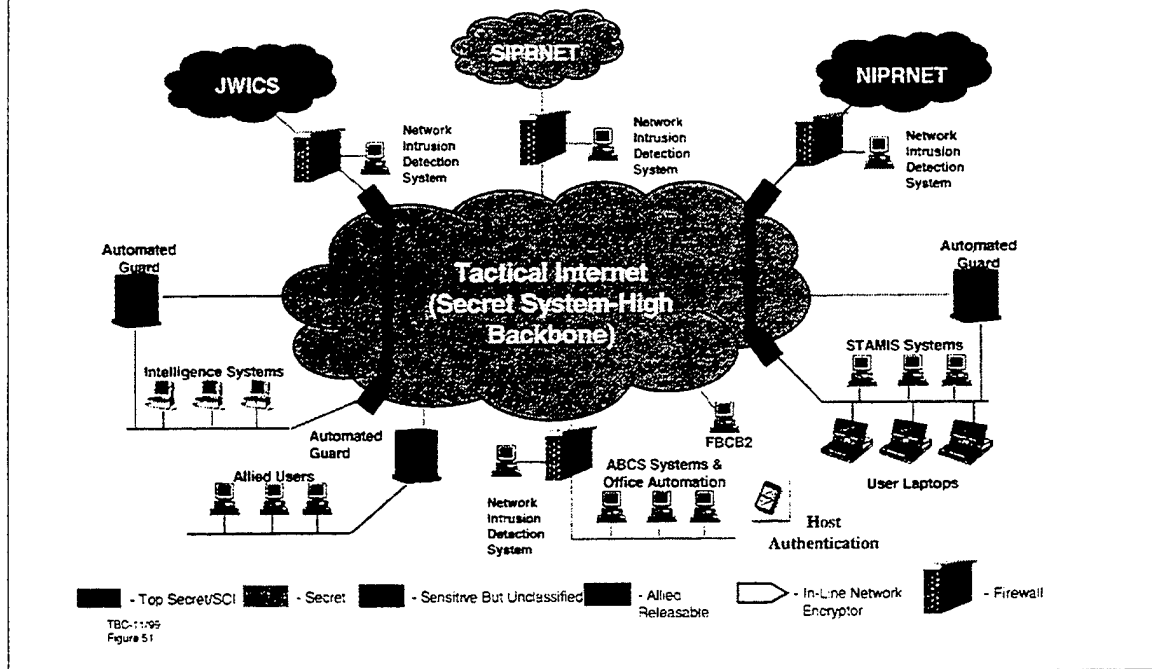 SIPRNET
JWICS
NIPRNET
Network
Intrusion
Detection
System
Network
Intrusion
Detection
System
Network
Intrusion
Detection
System
Automated
Guard
Automated
Guard
Tactical Internet
(Secret System-High
Backbone)
STAMIS Systems
Intelligence Systems
FBCB2
Automated
Guard
User Laptops
Allied Users
Network
Intrusion
Detection
System
ABCS Systems &
Office Automation
Host
Authentication
- Top Secret/SCI
- Secret
- Sensitive But Unclassified
- Allied
Releasable
- In-Line Network
Encryptor
- Firewall
TBC-11/99
Figure 51